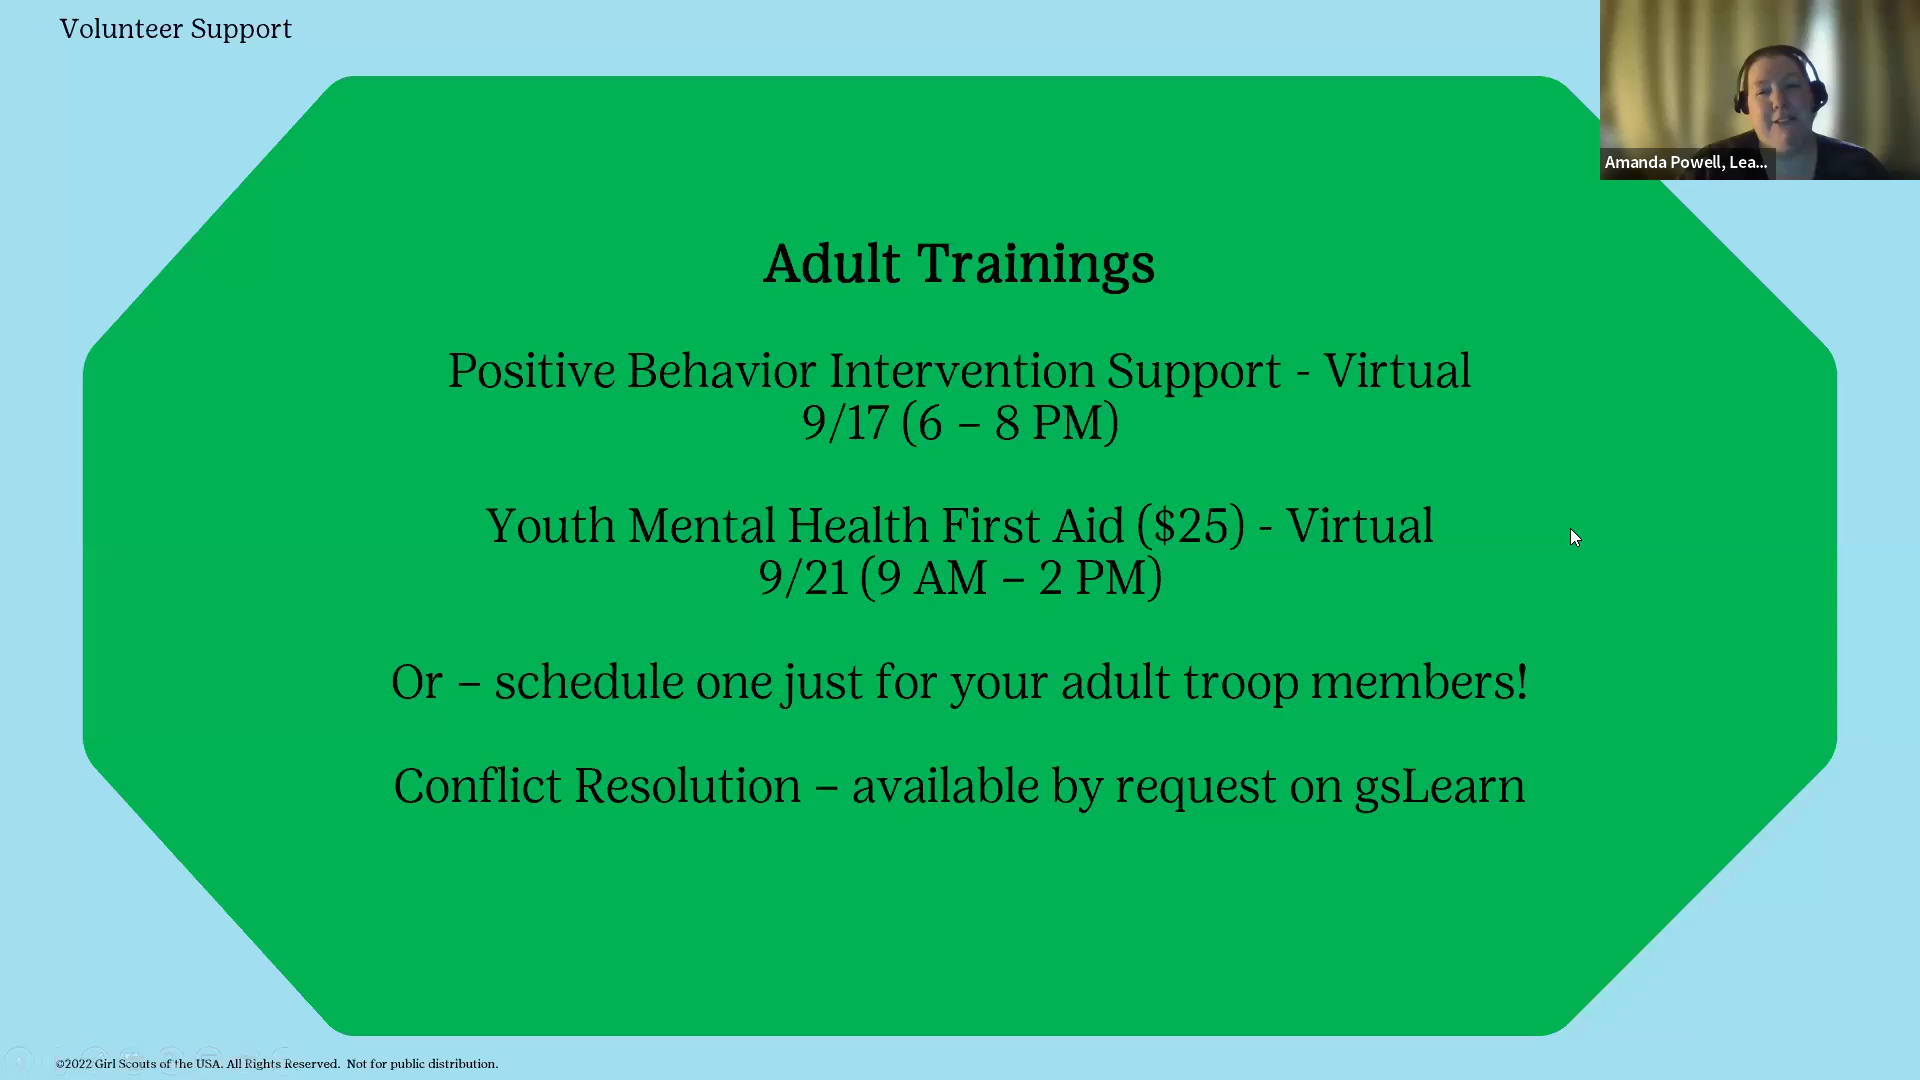 Volunteer Support
Amanda Powell, Lea...
Adult Trainings
Positive Behavior Intervention Support - Virtual
9/17 (6 – 8 PM)
Youth Mental Health First Aid ($25) - Virtual
9/21 (9 AM – 2 PM)
Or – schedule one just for your adult troop members!
Conflict Resolution – available by request on gsLearn
©2022 Girl Scouts of the USA. All Rights Reserved. Not for public distribution.